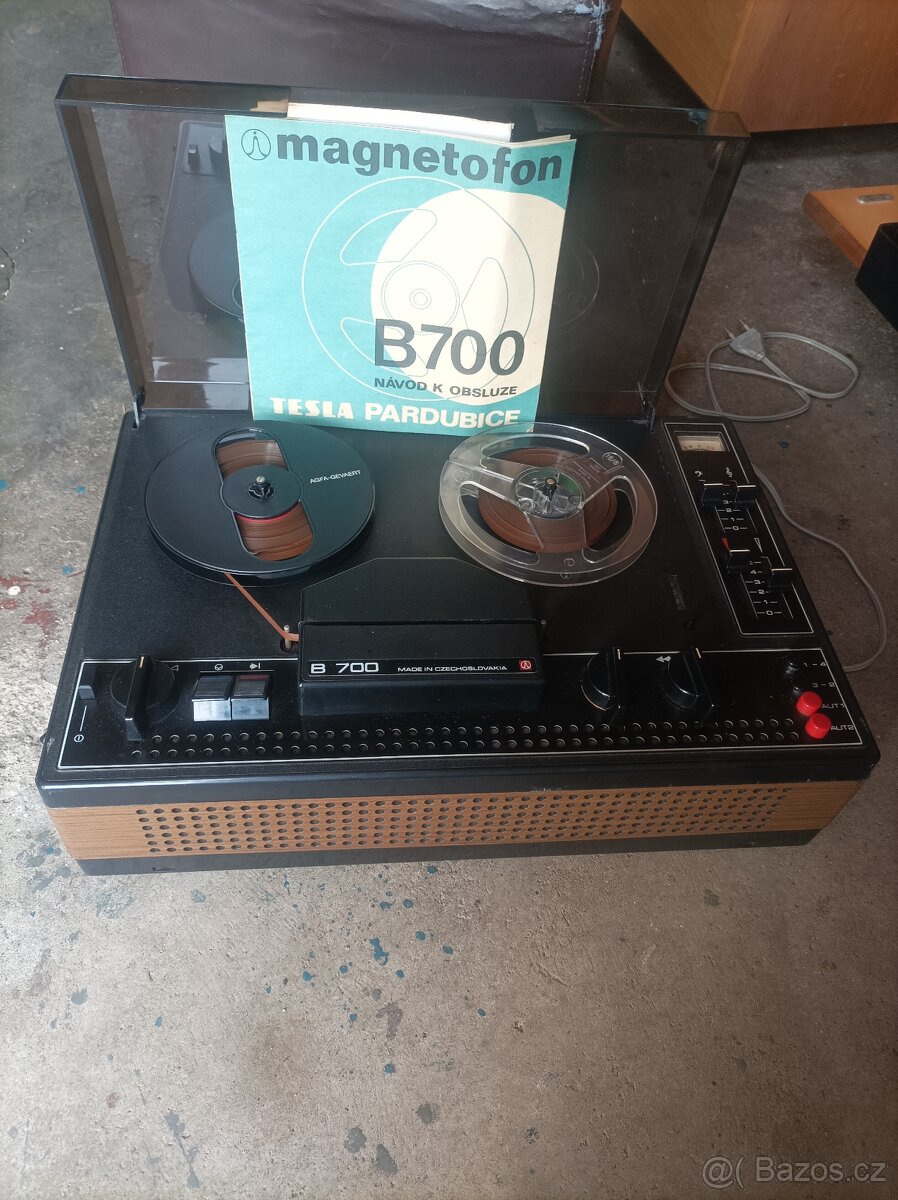 magnetofon
B700
NÁVOD K OBSLUZE
TESLA PARDUBICE
AGFA-GEVAERT
B 700 MADE IN CZECHOSLOVAKIA
1-4
3-2
AUT1
AUT2
@( Bazos.cz